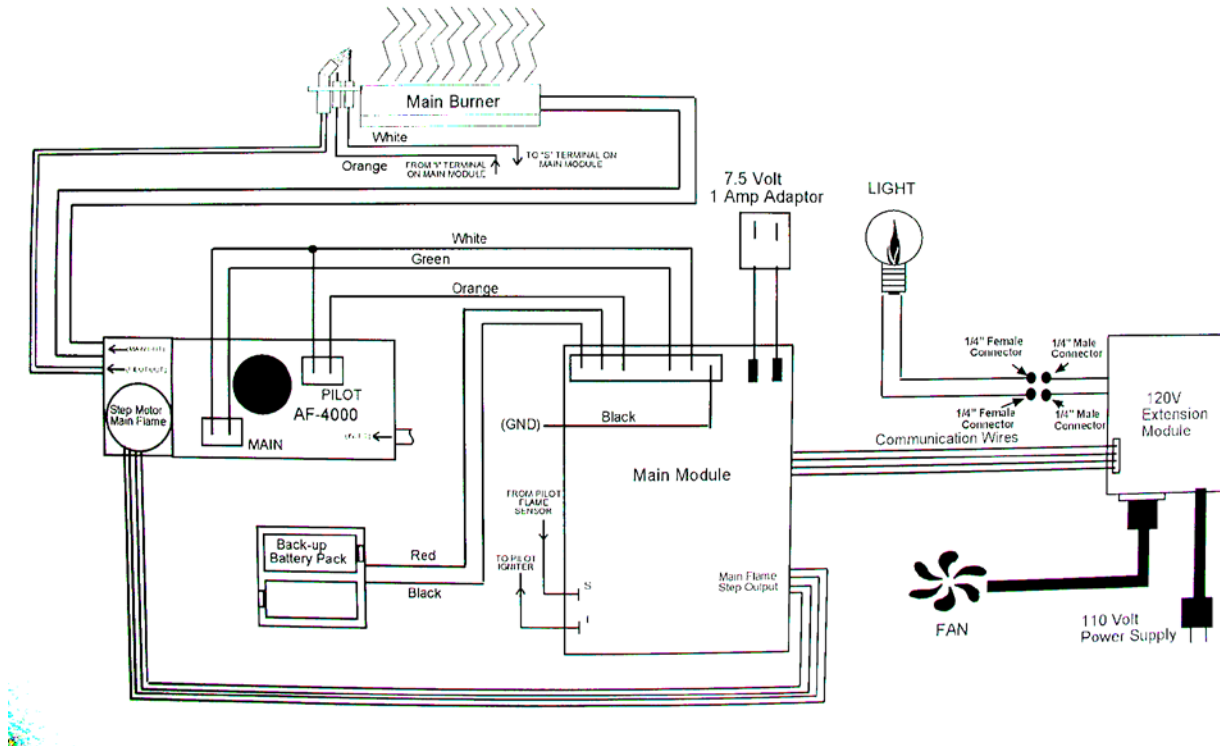 Main Burner
White
Orange
TO "S" TERMINAL ON
MAIN MODULE
FROM "I" TERMINAL
ON MAIN MODULE
7.5 Volt
1 Amp Adaptor
LIGHT
White
Green
Orange
PILOT
AF-4000
MAIN
Step Motor
Main Flame
(GND)
Black
Main Module
1/4" Female
Connector
1/4" Male
Connector
1/4" Female
Connector
1/4" Male
Connector
120V
Extension
Module
Communication Wires
FROM PILOT
FLAME
SENSOR
TO PILOT
IGNITER
S
I
Main Flame
Step Output
Back-up
Battery Pack
Red
Black
FAN
110 Volt
Power Supply